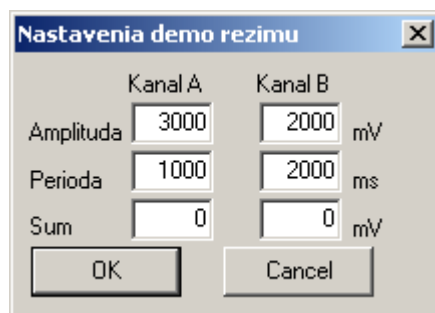 Nastavenia demo rezimu
Kanal A Kanal B
Amplituda 3000 2000 mV
Perioda 1000 2000 ms
Sum 0 0 mV
OK Cancel